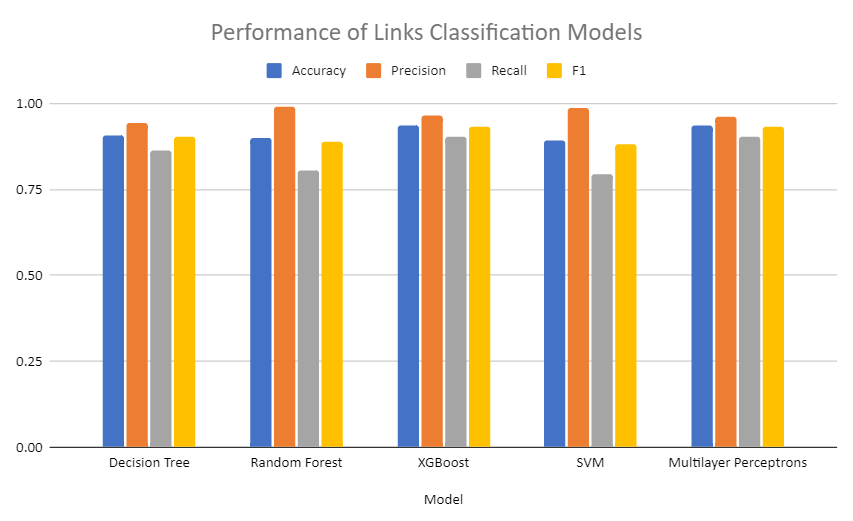 Performance of Links Classification Models
Accuracy Precision Recall F1
1.00
0.75
0.50
0.25
0.00
Decision Tree Random Forest XGBoost SVM Multilayer Perceptrons
Model